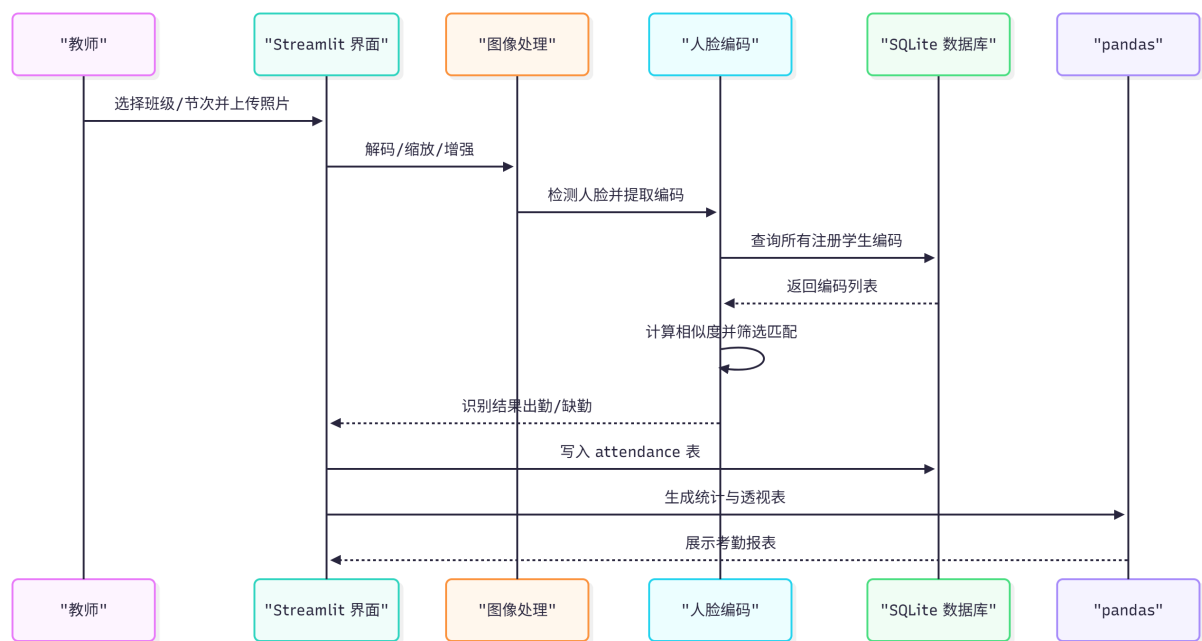 "教师"
"Streamlit 界面"
"图像处理"
"人脸编码"
"SQLite 数据库"
"pandas"
选择班级/节次并上传照片
解码/缩放/增强
检测人脸并提取编码
查询所有注册学生编码
返回编码列表
计算相似度并筛选匹配
识别结果出勤/缺勤
写入 attendance 表
生成统计与透视表
展示考勤报表
"教师"
"Streamlit 界面"
"图像处理"
"人脸编码"
"SQLite 数据库"
"pandas"